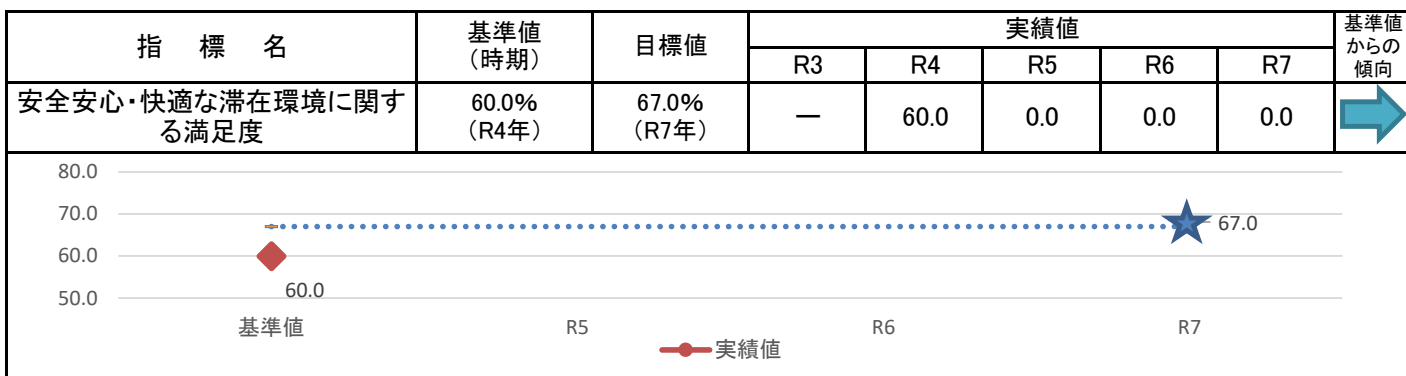 指 標 名 基準値 (時期) 目標値 実績値 基準値 からの 傾向
R3 R4 R5 R6 R7
安全安心・快適な滞在環境に関す る満足度 60.0% (R4年) 67.0% (R7年) — 60.0 0.0 0.0 0.0
80.0
70.0
67.0
60.0
60.0
50.0
基準値 R5 R6 R7
実績値